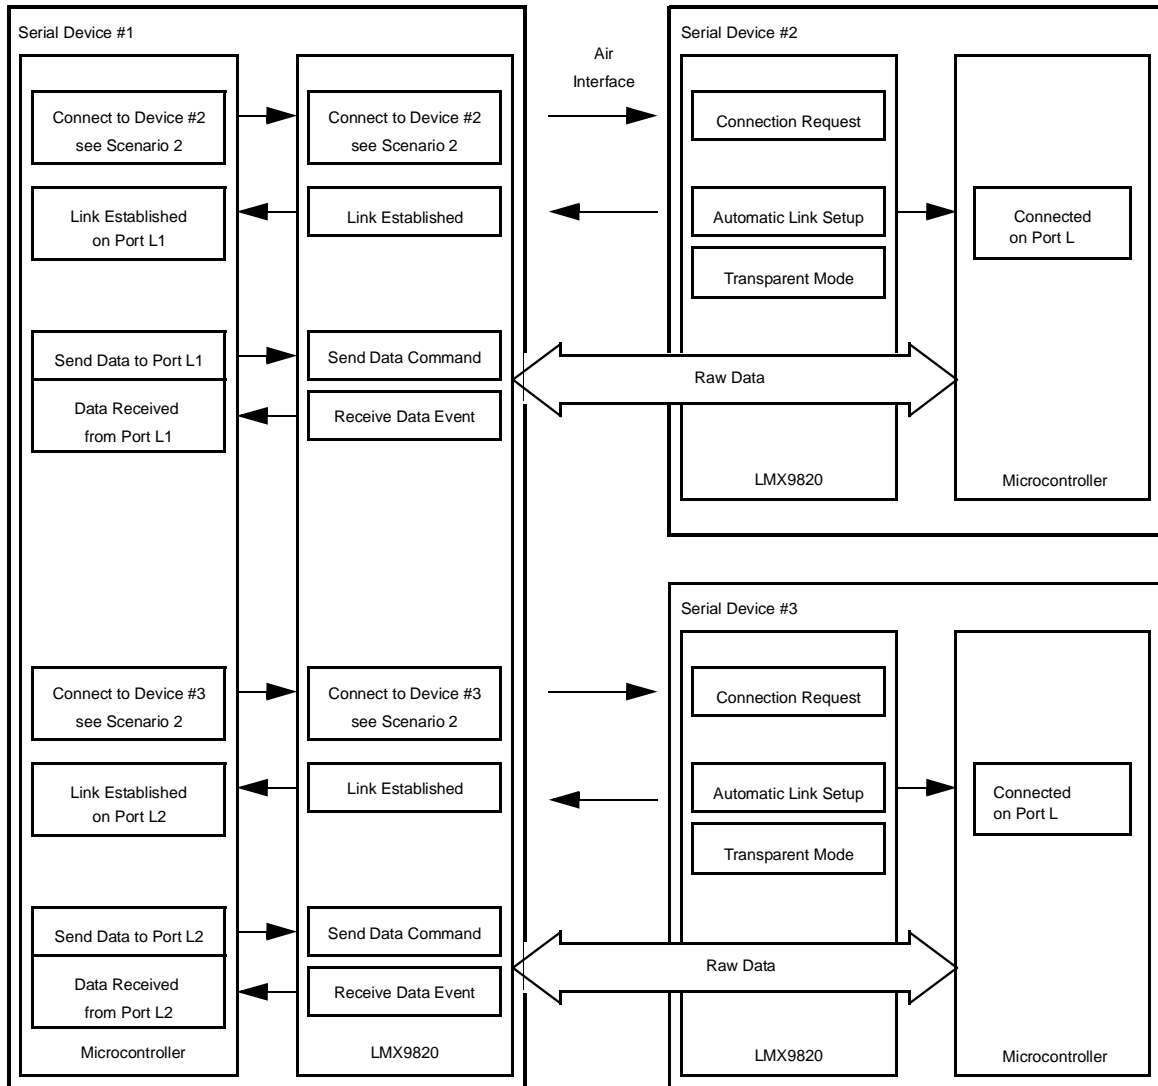 Serial Device #1
Connect to Device #2
see Scenario 2
Link Established
on Port L1
Send Data to Port L1
Data Received
from Port L1
Connect to Device #3
see Scenario 2
Link Established
on Port L2
Send Data to Port L2
Data Received
from Port L2
Microcontroller
Connect to Device #2
see Scenario 2
Link Established
Send Data Command
Receive Data Event
Connect to Device #3
see Scenario 2
Link Established
Send Data Command
Receive Data Event
LMX9820
Air
Interface
Serial Device #2
Connection Request
Automatic Link Setup
Transparent Mode
Raw Data
LMX9820
Connected
on Port L
Microcontroller
Serial Device #3
Connection Request
Automatic Link Setup
Transparent Mode
Raw Data
LMX9820
Connected
on Port L
Microcontroller